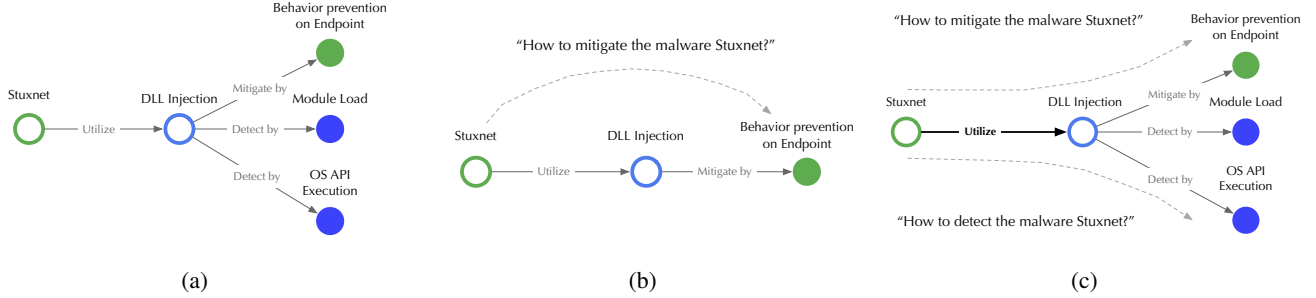 Behavior prevention
on Endpoint
Mitigate by
Stuxnet
DLL Injection
Module Load
Utilize
Detect by
Detect by
OS API
Execution
(a)
“How to mitigate the malware Stuxnet?”
Stuxnet
DLL Injection
Behavior prevention
on Endpoint
Utilize
Mitigate by
(b)
“How to mitigate the malware Stuxnet?”
Behavior prevention
on Endpoint
Mitigate by
Stuxnet
DLL Injection
Module Load
Utilize
Detect by
Detect by
OS API
Execution
“How to detect the malware Stuxnet?”
(c)